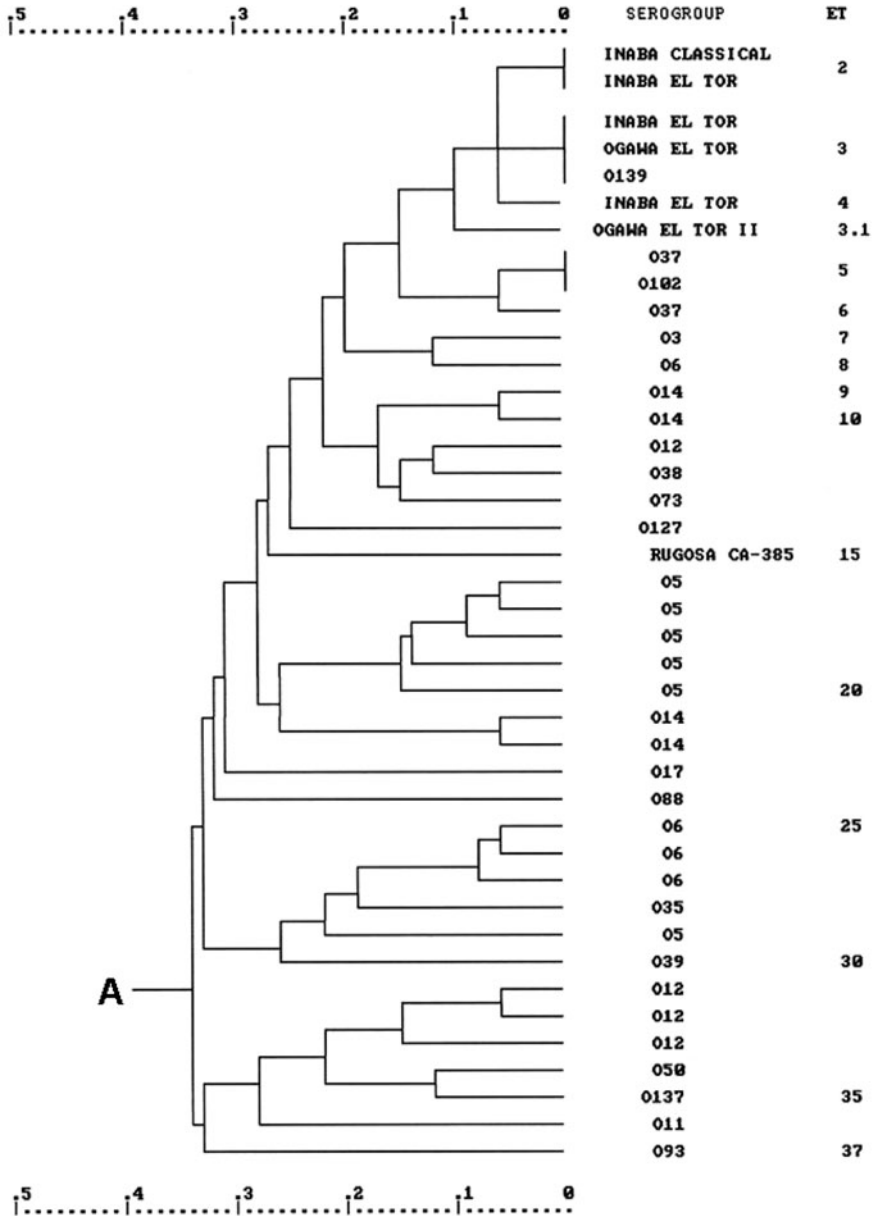 .5 .4 .3 .2 .1 0 SEROGROUP ET
INABA CLASSICAL
2
INABA EL TOR
INABA EL TOR
OGAWA EL TOR 3
O139
INABA EL TOR 4
OGAWA EL TOR II 3.1
O37
5
O102
O37 6
O3 7
O6 8
O14 9
O14 10
O12
O38
O73
O127
RUGOSA CA-385 15
O5
O5
O5
O5
O5 20
O14
O14
O17
O88
O6 25
O6
O6
O35
O5
O39 30
A
O12
O12
O12
O50
O137 35
O11
O93 37
.5 .4 .3 .2 .1 0